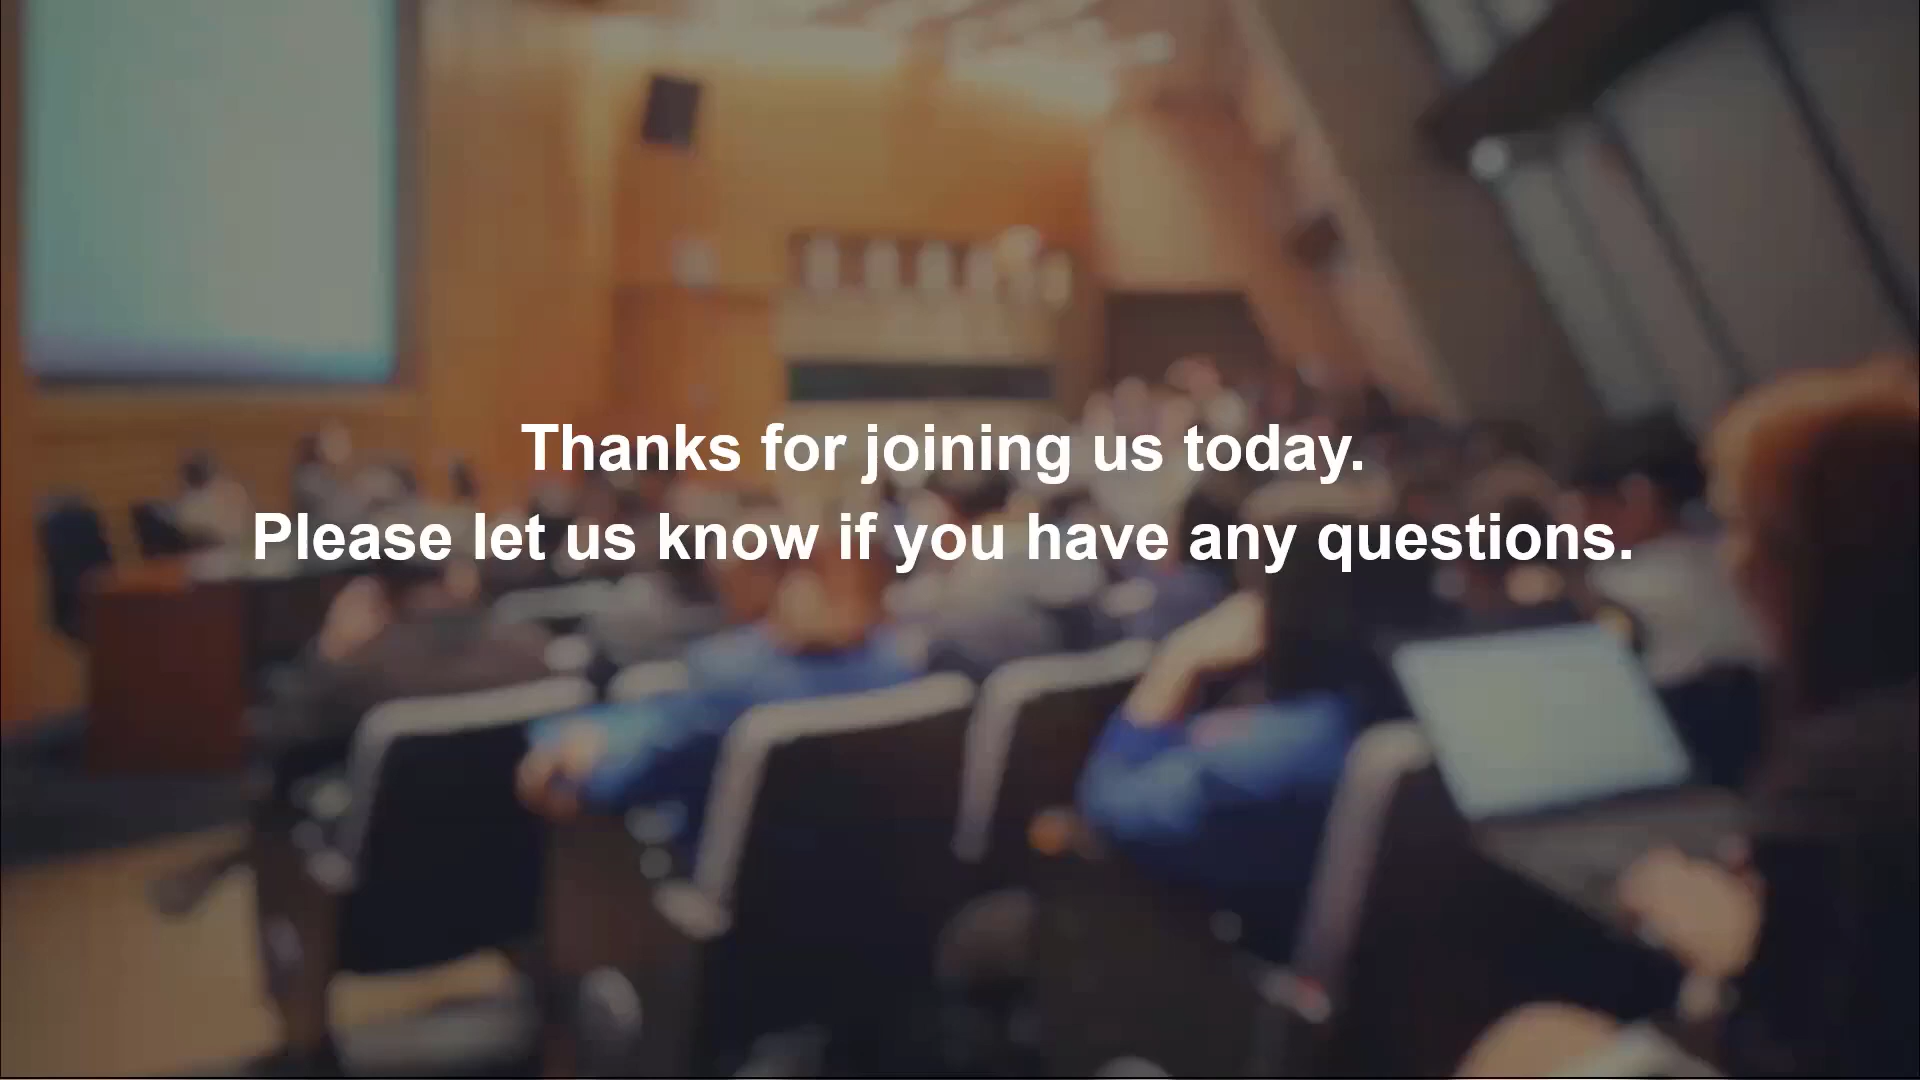 Thanks for joining us today.
Please let us know if you have any questions.